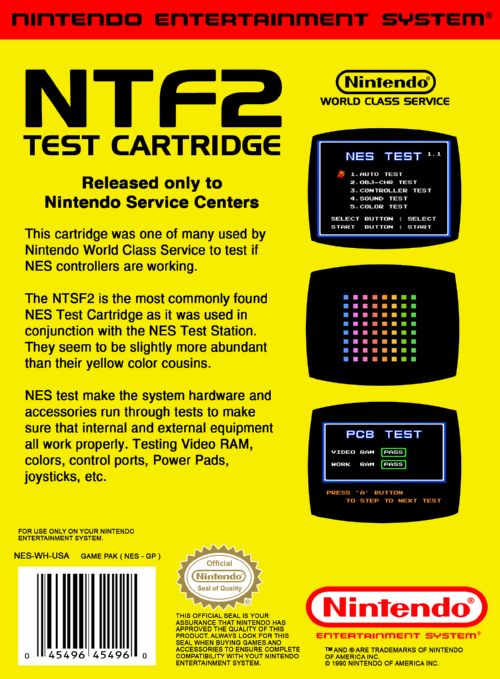 NINTENDO ENTERTAINMENT SYSTEM®
NTF2
TEST CARTRIDGE
Released only to
Nintendo Service Centers
This cartridge was one of many used by
Nintendo World Class Service to test if
NES controllers are working.
The NTSF2 is the most commonly found
NES Test Cartridge as it was used in
conjunction with the NES Test Station.
They seem to be slightly more abundant
than their yellow color cousins.
NES test make the system hardware and
accessories run through tests to make
sure that internal and external equipment
all work properly. Testing Video RAM,
colors, control ports, Power Pads,
joysticks, etc.
Nintendo®
WORLD CLASS SERVICE
NES TEST 1.1
1.AUTO TEST
2.OBJ-CHR TEST
3.CONTROLLER TEST
4.SOUND TEST
5.COLOR TEST
SELECT BUTTON : SELECT
START BUTTON : START
PCB TEST
VIDEO RAM PASS
WORK RAM PASS
PRESS 'A' BUTTON
TO STEP TO NEXT TEST
FOR USE ONLY ON YOUR NINTENDO
ENTERTAINMENT SYSTEM.
NES-WH-USA GAME PAK ( NES - GP )
0 45496 45496 0
Official
Nintendo
Seal of Quality
THIS OFFICIAL SEAL IS YOUR
ASSURANCE THAT NINTENDO HAS
APPROVED THE QUALITY OF THIS
PRODUCT. ALWAYS LOOK FOR THIS
SEAL WHEN BUYING GAMES AND
ACCESSORIES TO ENSURE COMPLETE
COMPATIBILITY WITH YOUT NINTENDO
ENTERTAINMENT SYSTEM.
Nintendo®
ENTERTAINMENT SYSTEM®
™ AND ® ARE TRADEMARKS OF NINTENDO
OF AMERICA INC.
© 1990 NINTENDO OF AMERICA INC.